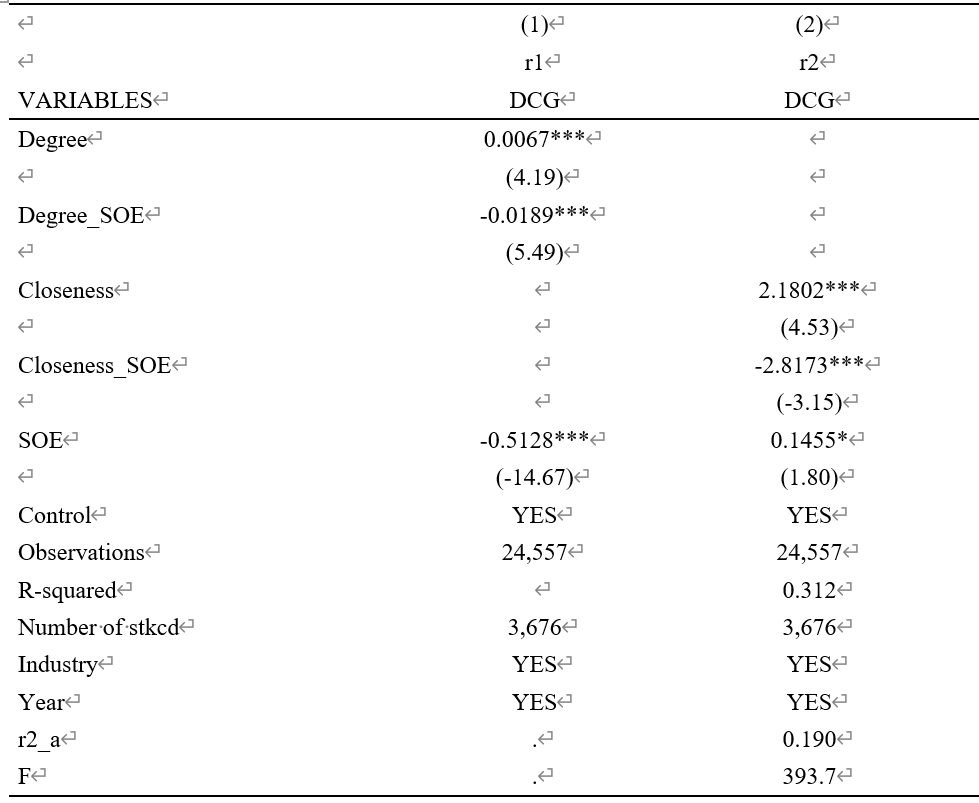 (1) (2)
r1 r2
VARIABLES DCG DCG
Degree 0.0067***
(4.19)
Degree_SOE -0.0189***
(5.49)
Closeness 2.1802***
(4.53)
Closeness_SOE -2.8173***
(-3.15)
SOE -0.5128*** 0.1455*
(-14.67) (1.80)
Control YES YES
Observations 24,557 24,557
R-squared 0.312
Number of stkcd 3,676 3,676
Industry YES YES
Year YES YES
r2_a . 0.190
F . 393.7